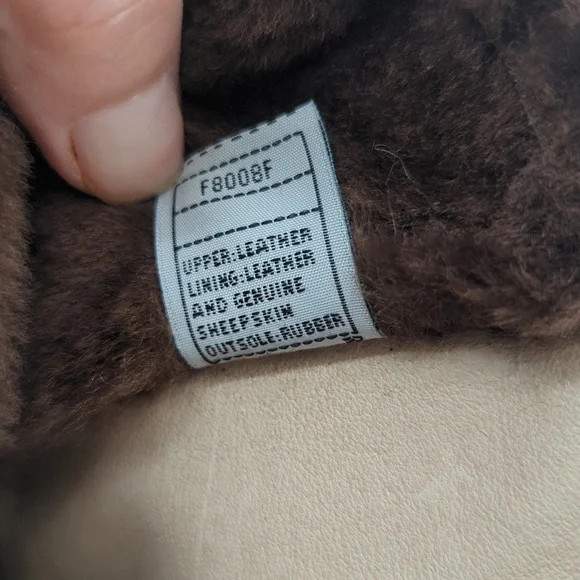 F8008F
UPPER:LEATHER
LINING:LEATHER
AND GENUINE
SHEEPSKIN
OUTSOLE:RUBBER